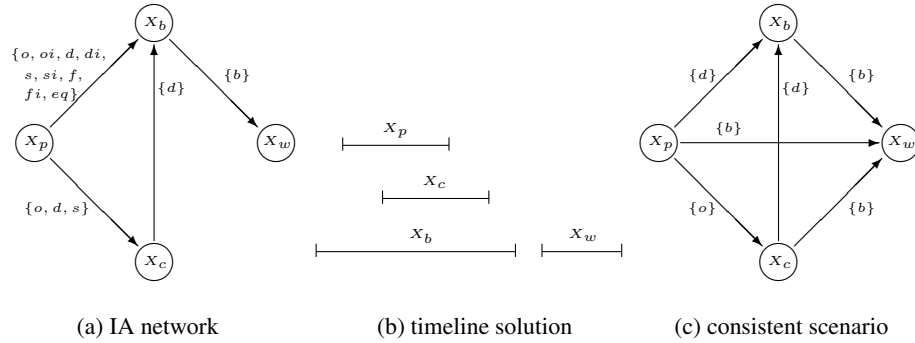 X_b
{o, oi, d, di,
s, si, f,
fi, eq}
{d}
{b}
X_p
X_w
{o, d, s}
X_c
(a) IA network
X_p
X_c
X_b
X_w
(b) timeline solution
X_b
{d}
{d}
{b}
X_p
{b}
X_w
{o}
{b}
X_c
(c) consistent scenario